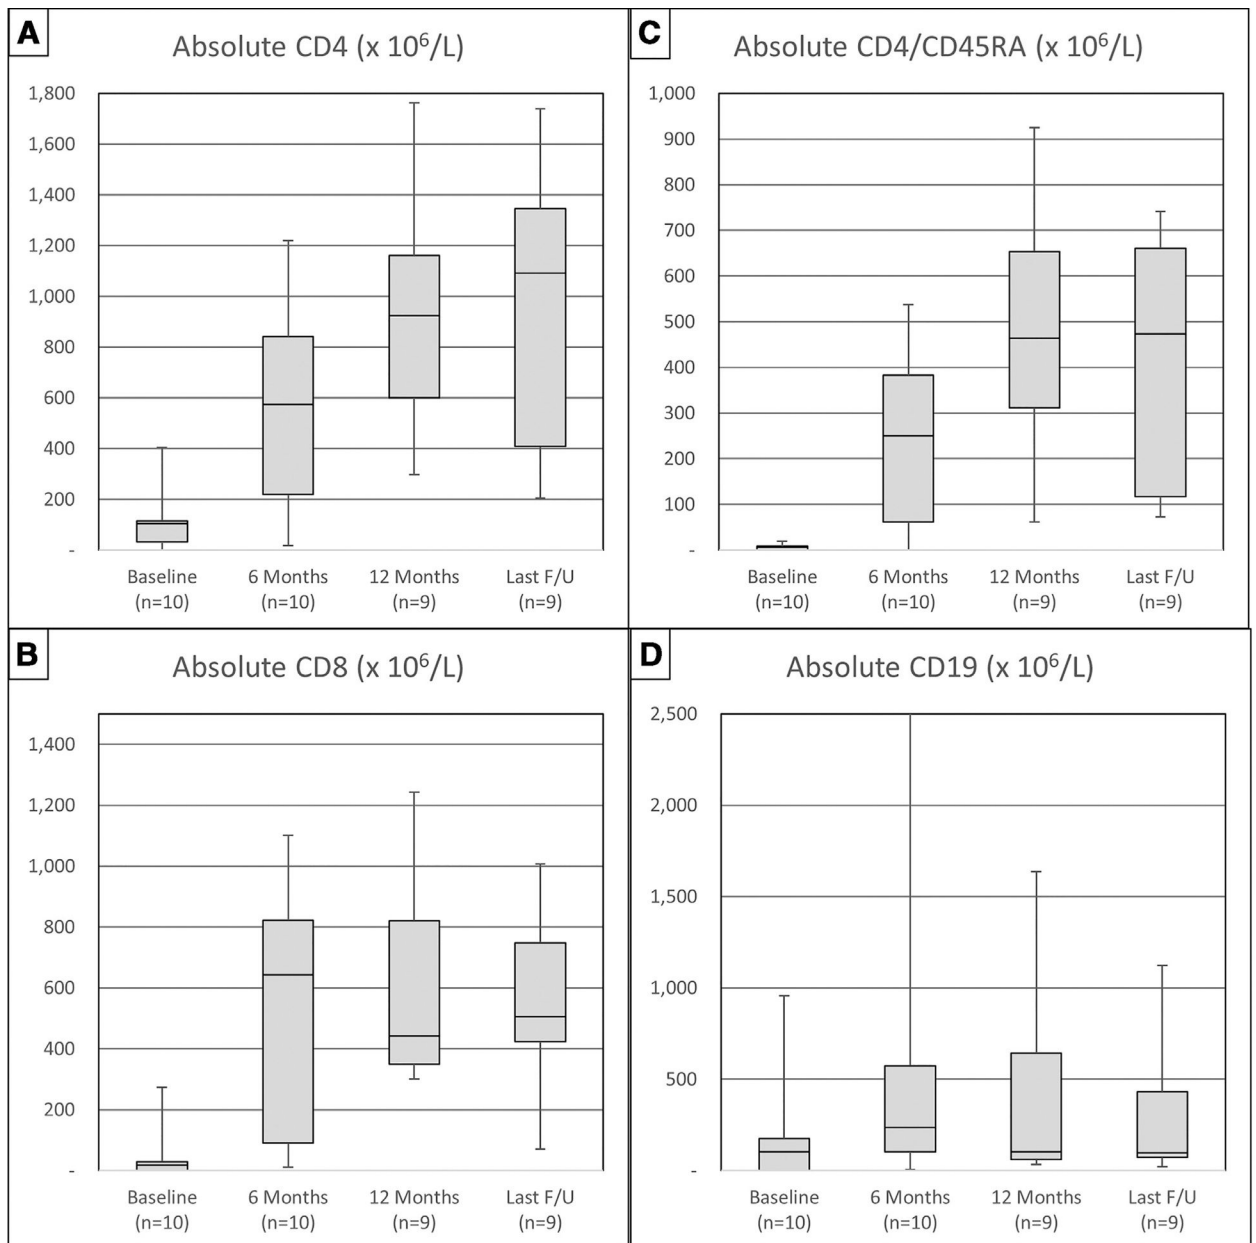 A
Absolute CD4 (x 10⁶/L)
1,800
1,600
1,400
1,200
1,000
800
600
400
200
-
Baseline 6 Months 12 Months Last F/U
(n=10) (n=10) (n=9) (n=9)
C
Absolute CD4/CD45RA (x 10⁶/L)
1,000
900
800
700
600
500
400
300
200
100
-
Baseline 6 Months 12 Months Last F/U
(n=10) (n=10) (n=9) (n=9)
B
Absolute CD8 (x 10⁶/L)
1,400
1,200
1,000
800
600
400
200
-
Baseline 6 Months 12 Months Last F/U
(n=10) (n=10) (n=9) (n=9)
D
Absolute CD19 (x 10⁶/L)
2,500
2,000
1,500
1,000
500
-
Baseline 6 Months 12 Months Last F/U
(n=10) (n=10) (n=9) (n=9)